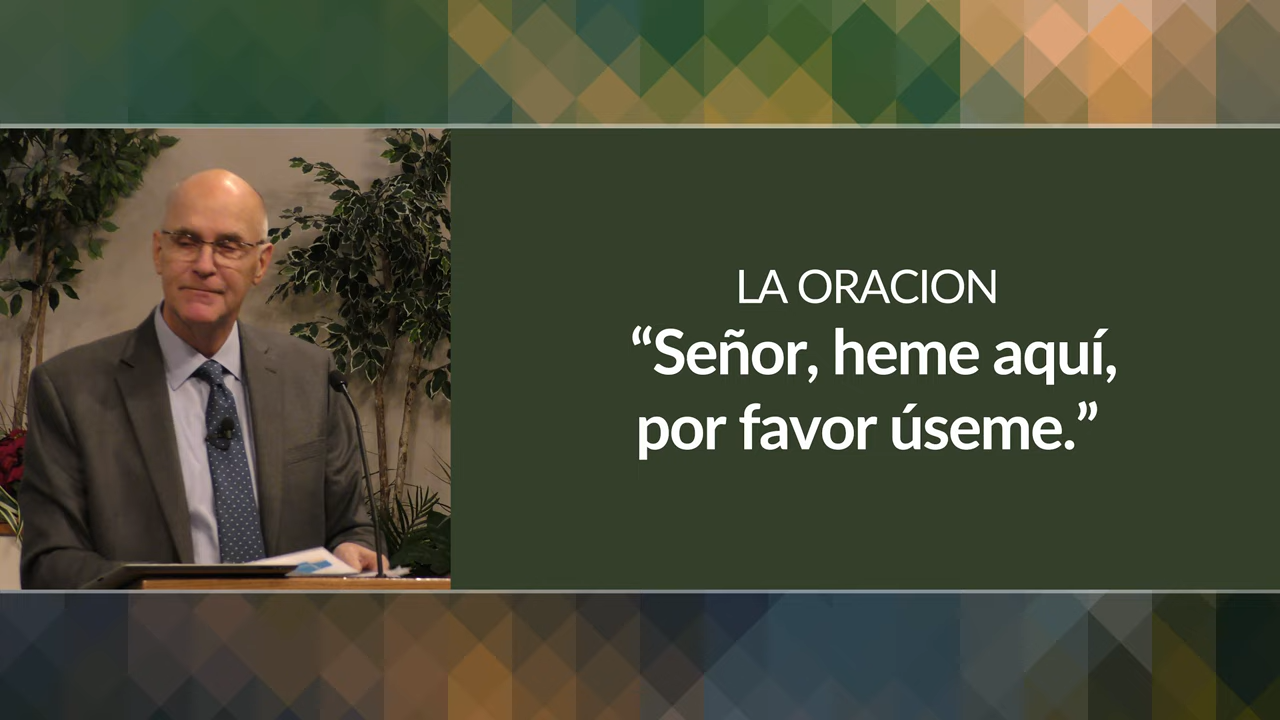 LA ORACION
“Señor, heme aquí,
por favor úseme.”